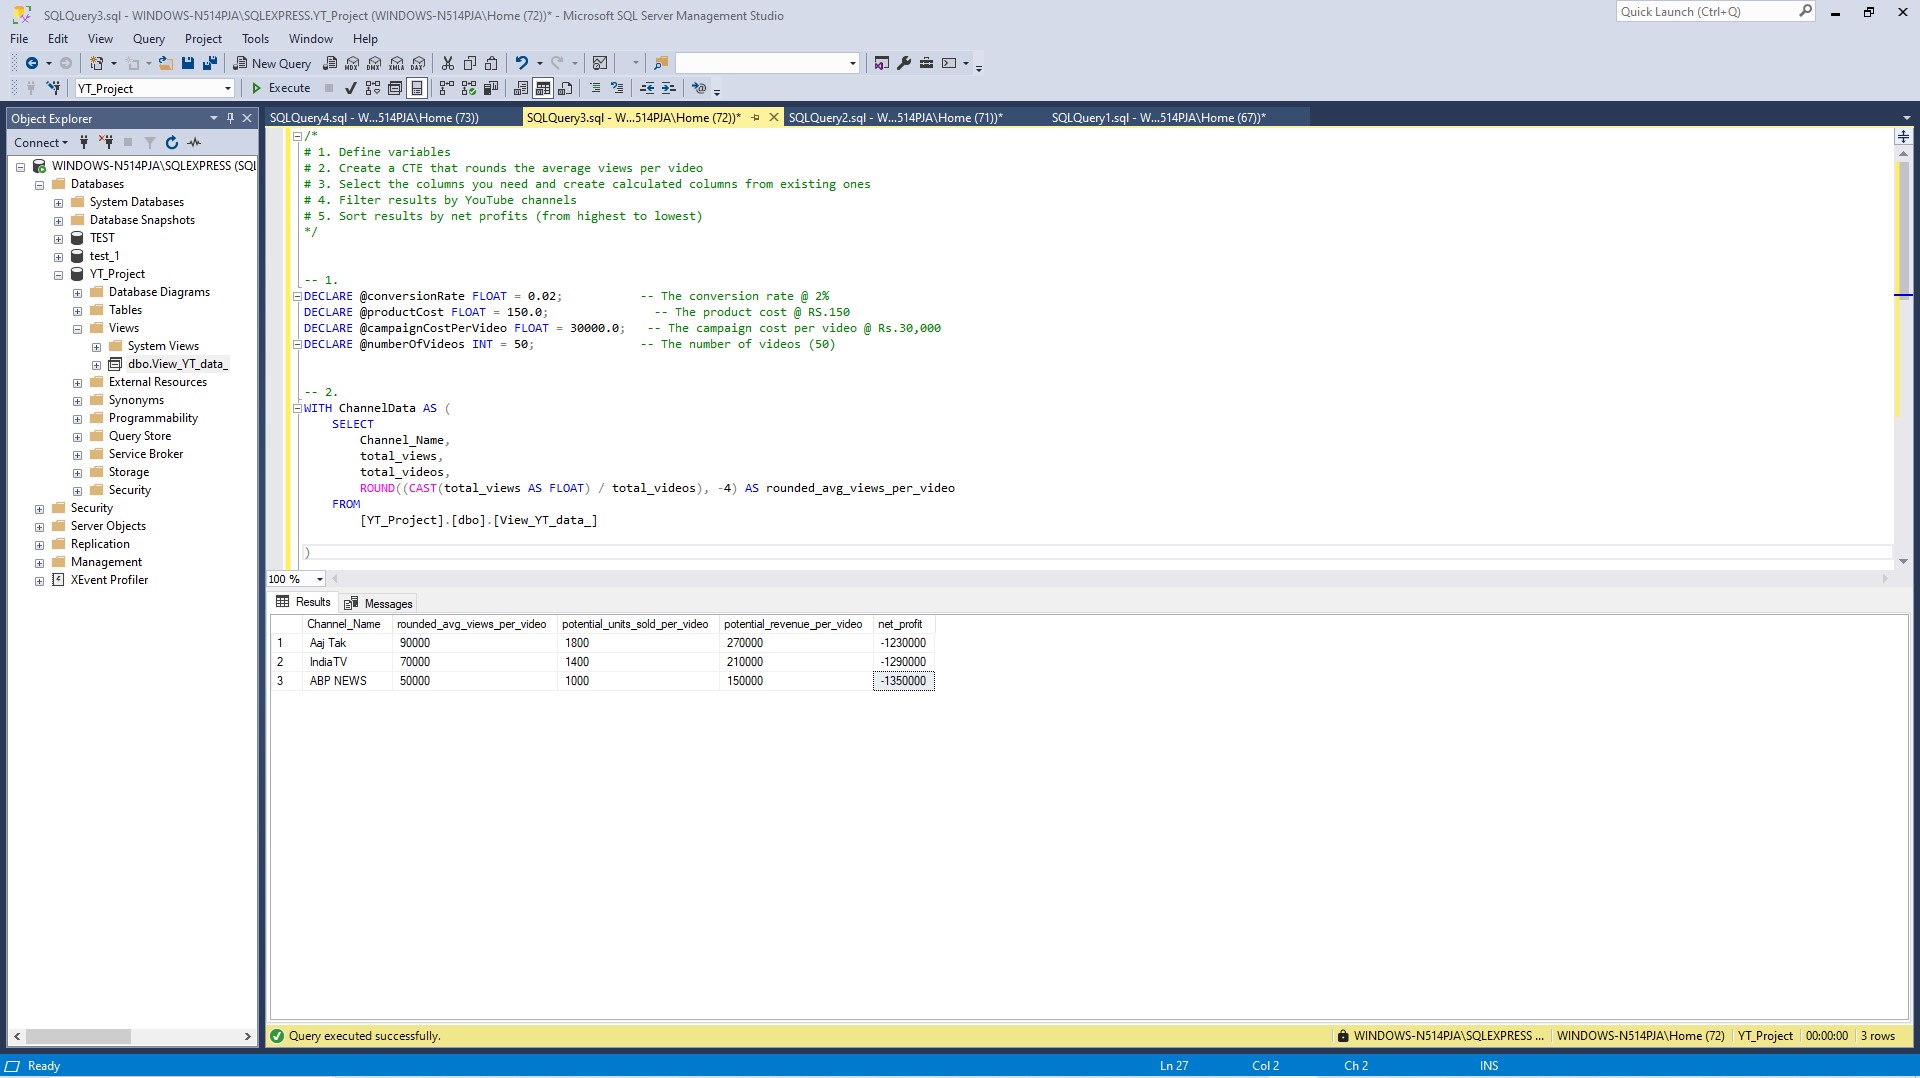 SQLQuery3.sql - WINDOWS-N514PJA\SQLEXPRESS.YT_Project (WINDOWS-N514PJA\Home (72))* - Microsoft SQL Server Management Studio
Quick Launch (Ctrl+Q)
File Edit View Query Project Tools Window Help
New Query
MDX DMX XMLA DAX
YT_Project
Execute
Object Explorer
SQLQuery4.sql - W...514PJA\Home (73))
SQLQuery3.sql - W...514PJA\Home (72))*
SQLQuery2.sql - W...514PJA\Home (71))*
SQLQuery1.sql - W...514PJA\Home (67))*
Connect
WINDOWS-N514PJA\SQLEXPRESS (SQL
Databases
System Databases
Database Snapshots
TEST
test_1
YT_Project
Database Diagrams
Tables
Views
System Views
dbo.View_YT_data_
External Resources
Synonyms
Programmability
Query Store
Service Broker
Storage
Security
Security
Server Objects
Replication
Management
XEvent Profiler
/*
# 1. Define variables
# 2. Create a CTE that rounds the average views per video
# 3. Select the columns you need and create calculated columns from existing ones
# 4. Filter results by YouTube channels
# 5. Sort results by net profits (from highest to lowest)
*/
-- 1.
DECLARE @conversionRate FLOAT = 0.02; -- The conversion rate @ 2%
DECLARE @productCost FLOAT = 150.0; -- The product cost @ RS.150
DECLARE @campaignCostPerVideo FLOAT = 30000.0; -- The campaign cost per video @ Rs.30,000
DECLARE @numberOfVideos INT = 50; -- The number of videos (50)
-- 2.
WITH ChannelData AS (
SELECT
Channel_Name,
total_views,
total_videos,
ROUND((CAST(total_views AS FLOAT) / total_videos), -4) AS rounded_avg_views_per_video
FROM
[YT_Project].[dbo].[View_YT_data_]
)
100 %
Results Messages
Channel_Name rounded_avg_views_per_video potential_units_sold_per_video potential_revenue_per_video net_profit
1 Aaj Tak 90000 1800 270000 -1230000
2 IndiaTV 70000 1400 210000 -1290000
3 ABP NEWS 50000 1000 150000 -1350000
Query executed successfully.
WINDOWS-N514PJA\SQLEXPRESS ... WINDOWS-N514PJA\Home (72) YT_Project 00:00:00 3 rows
Ready
Ln 27 Col 2 Ch 2 INS